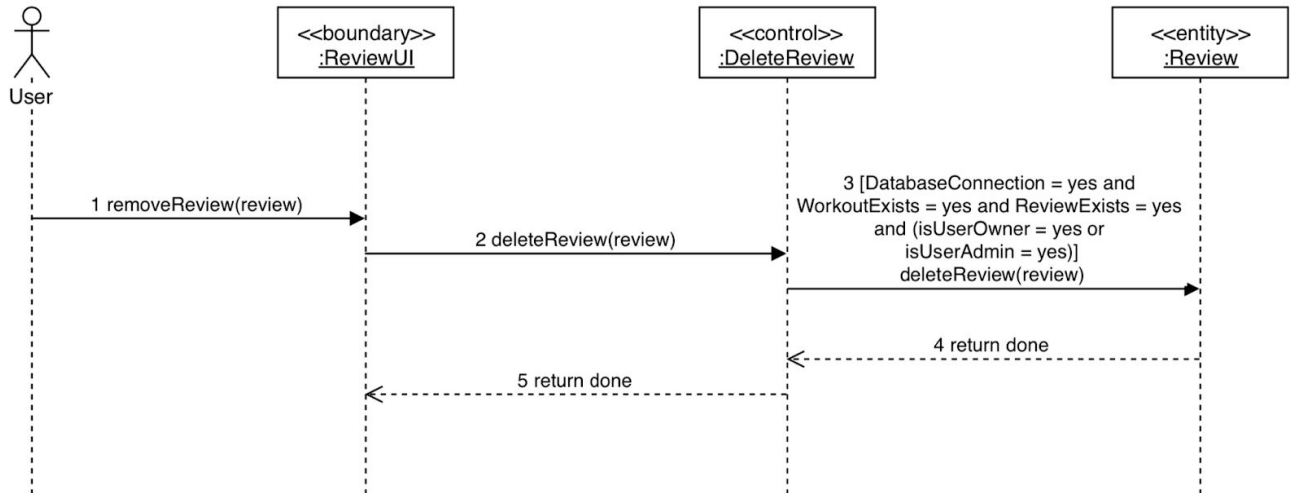 <<boundary>>
:ReviewUI
<<control>>
:DeleteReview
<<entity>>
:Review
User
1 removeReview(review)
2 deleteReview(review)
3 [DatabaseConnection = yes and
WorkoutExists = yes and ReviewExists = yes
and (isUserOwner = yes or
isUserAdmin = yes)]
deleteReview(review)
4 return done
5 return done